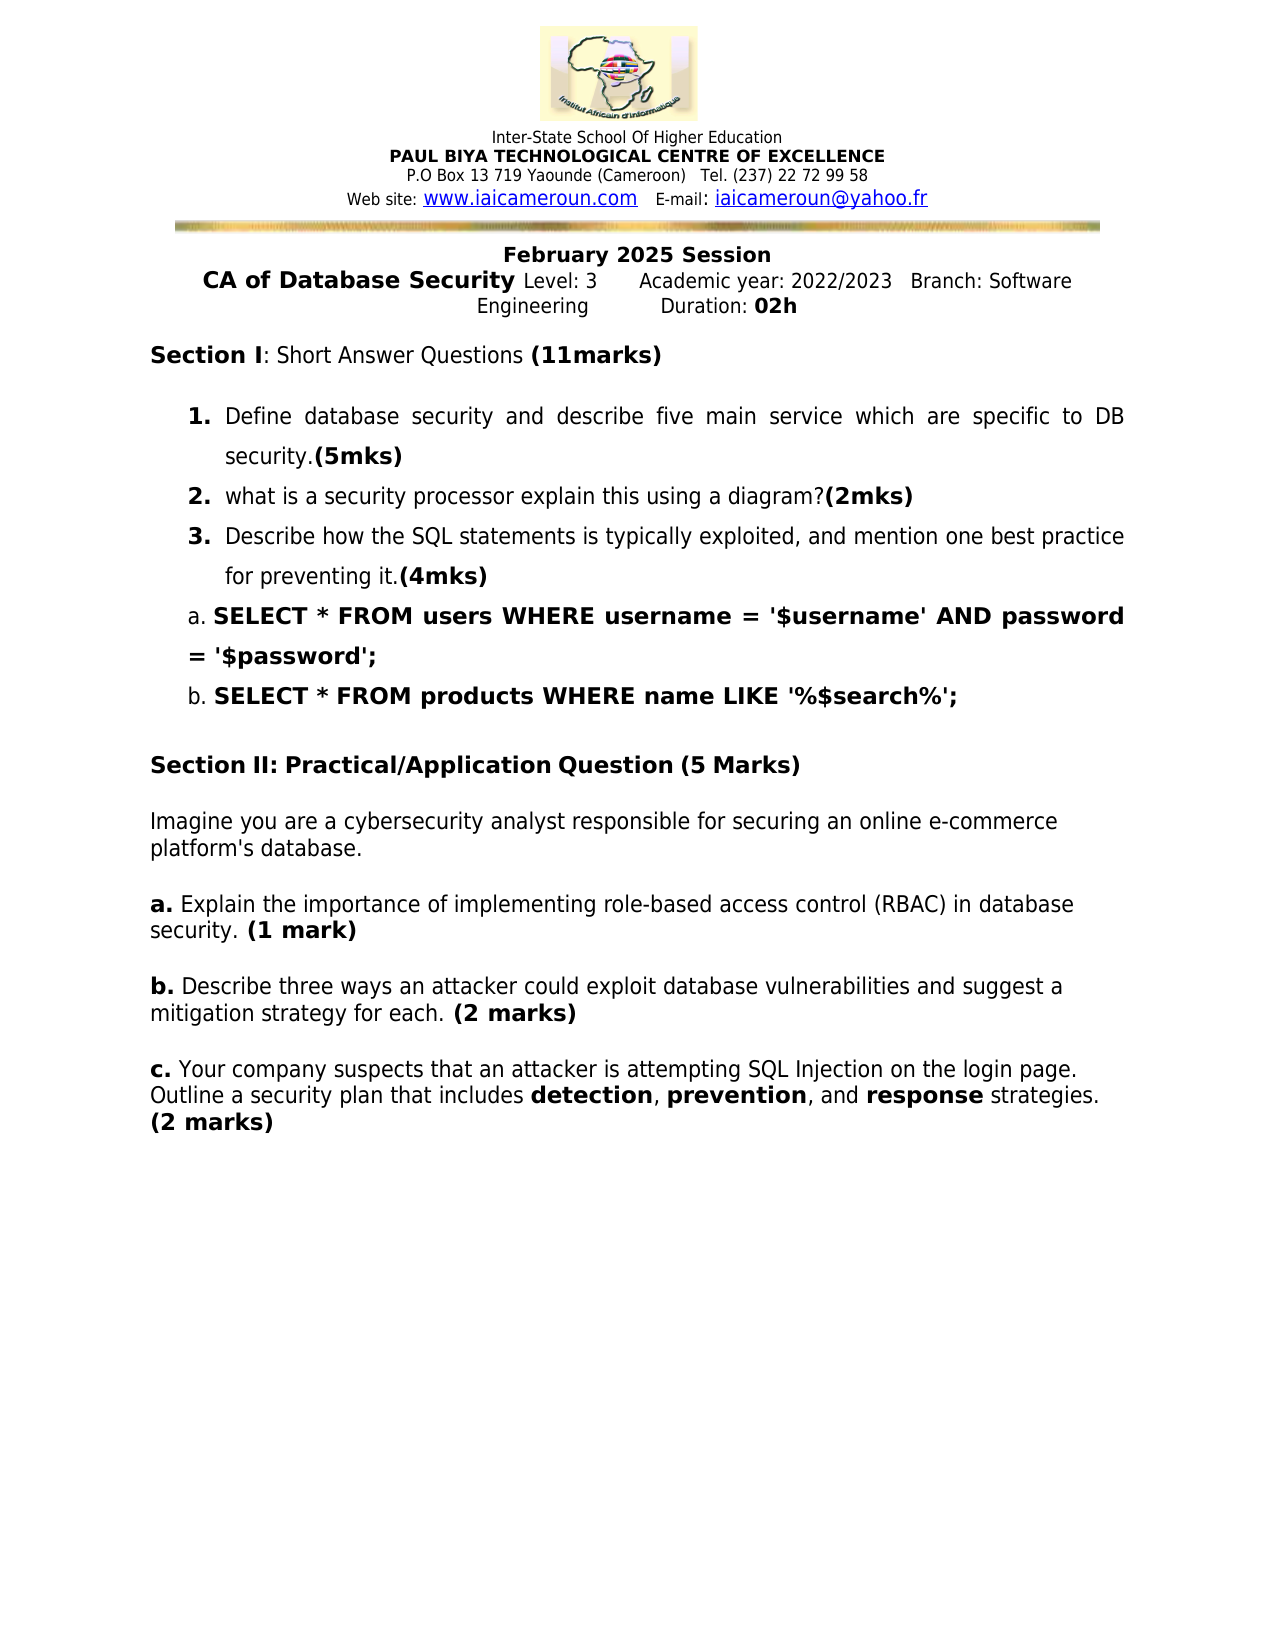 Institut Africain d'Informatique
Inter-State School Of Higher Education
PAUL BIYA TECHNOLOGICAL CENTRE OF EXCELLENCE
P.O Box 13 719 Yaounde (Cameroon) Tel. (237) 22 72 99 58
Web site: www.iaicameroun.com E-mail: iaicameroun@yahoo.fr
February 2025 Session
CA of Database Security Level: 3 Academic year: 2022/2023 Branch: Software
Engineering Duration: 02h
Section I: Short Answer Questions (11marks)
1. Define database security and describe five main service which are specific to DB
security.(5mks)
2. what is a security processor explain this using a diagram?(2mks)
3. Describe how the SQL statements is typically exploited, and mention one best practice
for preventing it.(4mks)
a. SELECT * FROM users WHERE username = '$username' AND password
= '$password';
b. SELECT * FROM products WHERE name LIKE '%$search%';
Section II: Practical/Application Question (5 Marks)
Imagine you are a cybersecurity analyst responsible for securing an online e-commerce
platform's database.
a. Explain the importance of implementing role-based access control (RBAC) in database
security. (1 mark)
b. Describe three ways an attacker could exploit database vulnerabilities and suggest a
mitigation strategy for each. (2 marks)
c. Your company suspects that an attacker is attempting SQL Injection on the login page.
Outline a security plan that includes detection, prevention, and response strategies.
(2 marks)